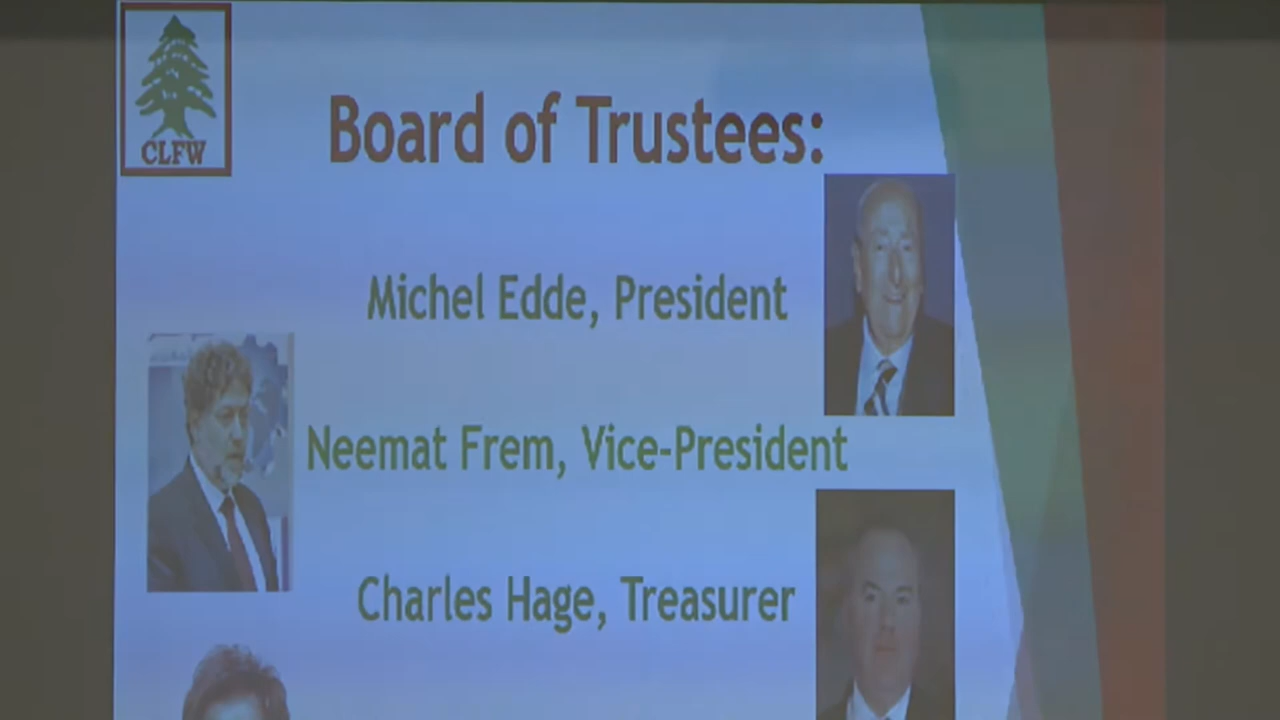 CLFW
Board of Trustees:
Michel Edde, President
Neemat Frem, Vice-President
Charles Hage, Treasurer